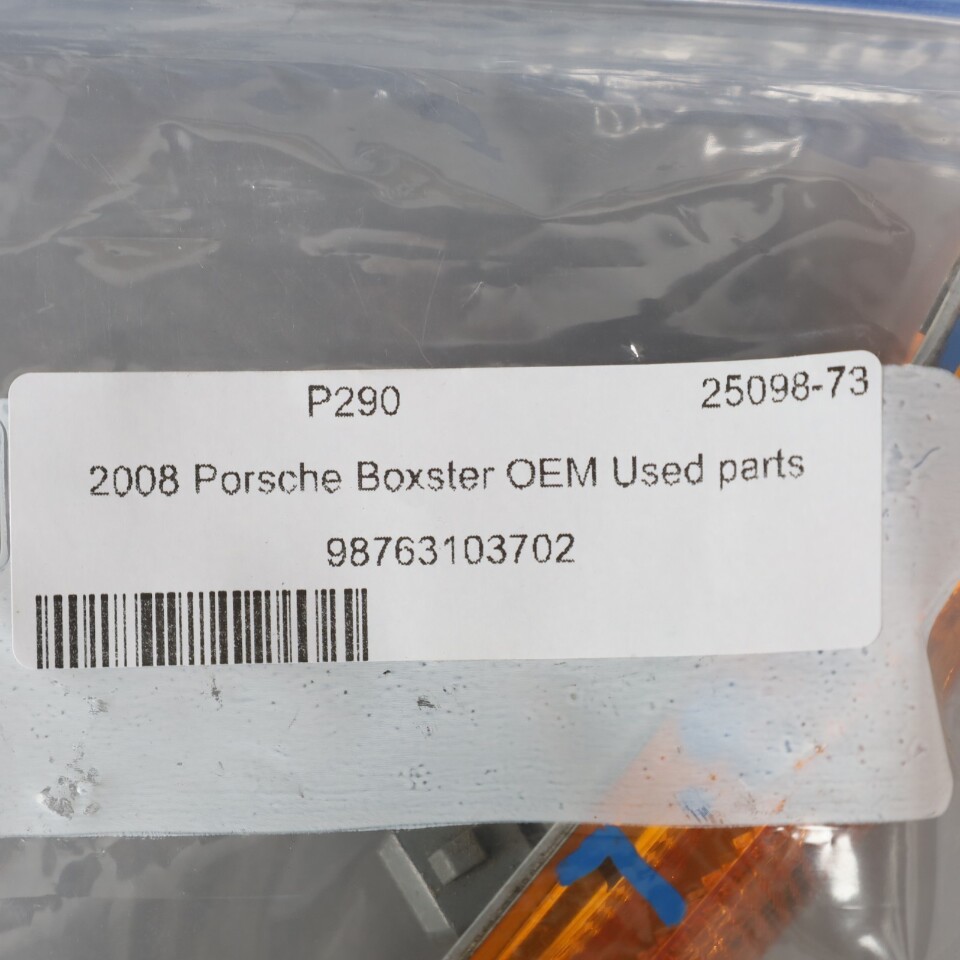 P290 25098-73
2008 Porsche Boxster OEM Used parts
98763103702